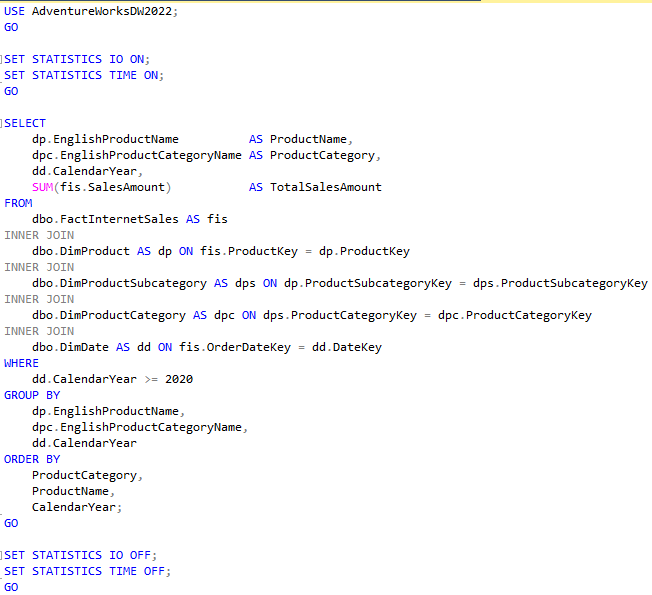 USE AdventureWorksDW2022;
GO
SET STATISTICS IO ON;
SET STATISTICS TIME ON;
GO
SELECT
dp.EnglishProductName AS ProductName,
dpc.EnglishProductCategoryName AS ProductCategory,
dd.CalendarYear,
SUM(fis.SalesAmount) AS TotalSalesAmount
FROM
dbo.FactInternetSales AS fis
INNER JOIN
dbo.DimProduct AS dp ON fis.ProductKey = dp.ProductKey
INNER JOIN
dbo.DimProductSubcategory AS dps ON dp.ProductSubcategoryKey = dps.ProductSubcategoryKey
INNER JOIN
dbo.DimProductCategory AS dpc ON dps.ProductCategoryKey = dpc.ProductCategoryKey
INNER JOIN
dbo.DimDate AS dd ON fis.OrderDateKey = dd.DateKey
WHERE
dd.CalendarYear >= 2020
GROUP BY
dp.EnglishProductName,
dpc.EnglishProductCategoryName,
dd.CalendarYear
ORDER BY
ProductCategory,
ProductName,
CalendarYear;
GO
SET STATISTICS IO OFF;
SET STATISTICS TIME OFF;
GO